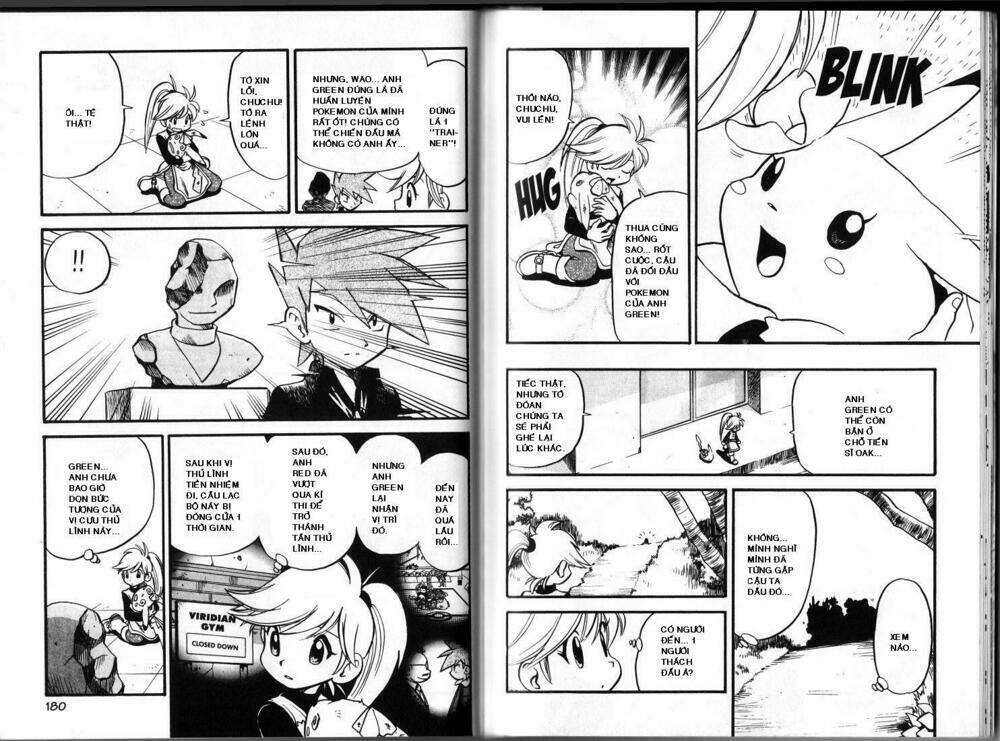 ÔI... TỆ
THẬT!
TỚ XIN
LỖI,
CHUCHU!
TỚ RA
LỆNH
LỚN
QUÁ...
NHƯNG, WAO... ANH
GREEN ĐÚNG LÀ ĐÃ
HUẤN LUYỆN
POKEMON CỦA MÌNH
RẤT ỐT! CHÚNG CÓ
THỂ CHIẾN ĐẤU MÀ
KHÔNG CÓ ANH ẤY...
ĐÚNG
LÀ 1
"TRAI-
NER"!
!!
GREEN...
ANH CHƯA
BAO GIỜ
DỌN BỨC
TƯỢNG CỦA
VỊ CỰU THỦ
LĨNH NÀY...
SAU KHI VỊ
THỦ LĨNH
TIỀN NHIỆM
ĐI, CÂU LẠC
BỘ NÀY BỊ
ĐÓNG CỬA 1
THỜI GIAN.
SAU ĐÓ,
ANH
RED ĐÃ
VƯỢT
QUA KÌ
THI ĐỂ
TRỞ
THÀNH
TÂN THỦ
LĨNH...
NHƯNG
ANH
GREEN
LẠI
NHẬN
VỊ TRÍ
ĐÓ.
ĐẾN
NAY
ĐÃ
QUÁ
LÂU
RỒI...
VIRIDIAN
GYM
CLOSED DOWN
180
THÔI NÀO,
CHUCHU,
VUI LÊN!
HUG
THUA CŨNG
KHÔNG
SAO... RỐT
CUỘC, CẬU
ĐÃ ĐỐI ĐẦU
VỚI
POKEMON
CỦA ANH
GREEN!
BLINK
TIẾC THẬT,
NHƯNG TỚ
ĐÓAN
CHÚNG TA
SẼ PHẢI
GHÉ LẠI
LÚC KHÁC.
ANH
GREEN CÓ
THỂ CÒN
BẬN Ở
CHỖ TIẾN
SĨ OAK...
CÓ NGƯỜI
ĐẾN... 1
NGƯỜI
THÁCH
ĐẤU À?
KHÔNG...
MÌNH NGHĨ
MÌNH ĐÃ
TỪNG GẶP
CẬU TA
ĐÂU ĐÓ...
XEM
NÀO...